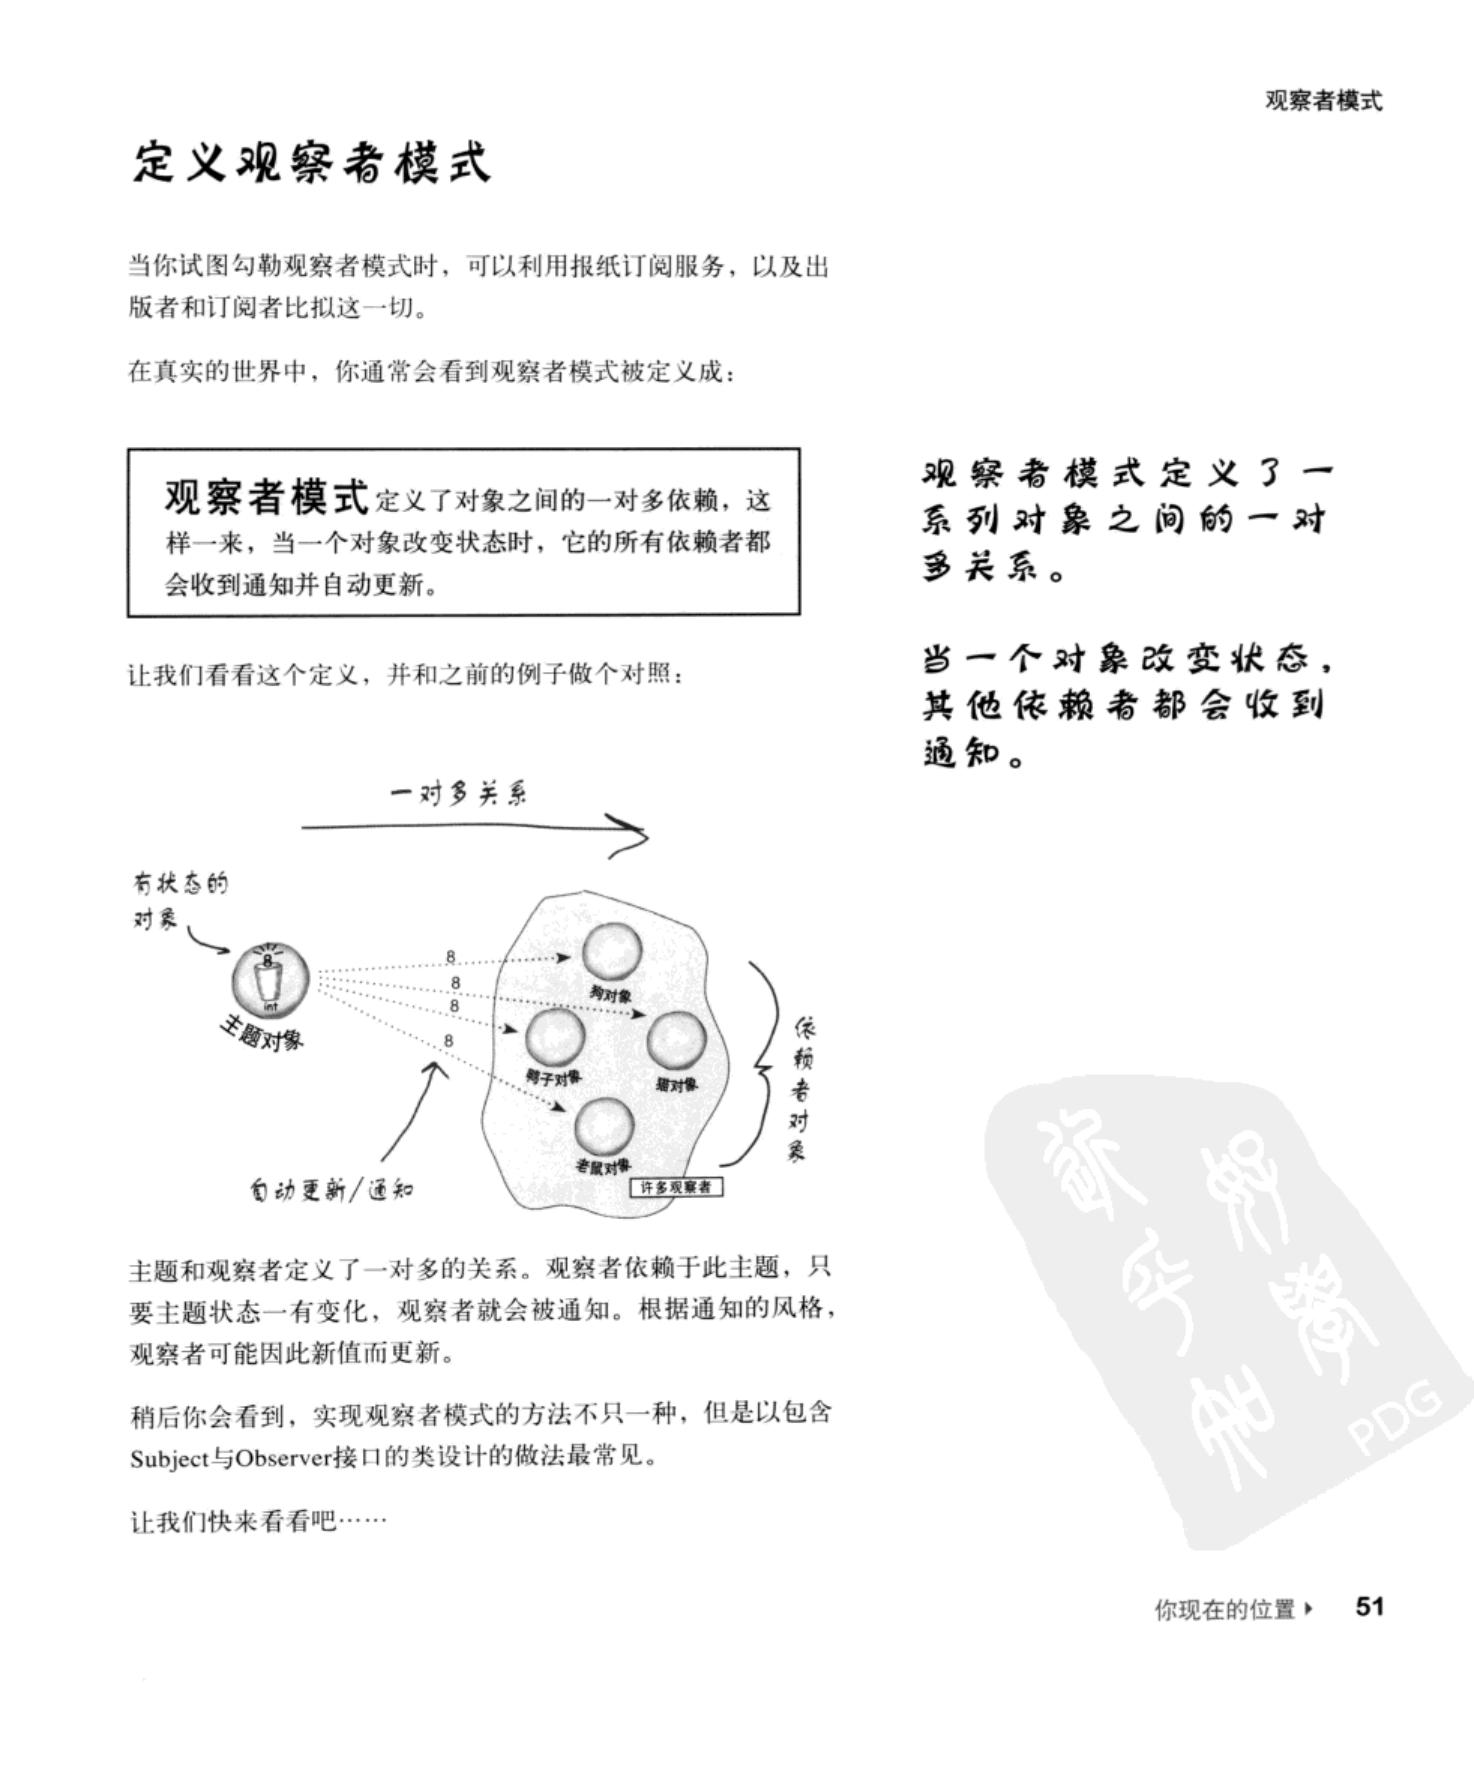 观察者模式
定义观察者模式
当你试图勾勒观察者模式时，可以利用报纸订阅服务，以及出
版者和订阅者比拟这一切。
在真实的世界中，你通常会看到观察者模式被定义成：
观察者模式定义了对象之间的一对多依赖，这
样一来，当一个对象改变状态时，它的所有依赖者都
会收到通知并自动更新。
观察者模式定义了一
系列对象之间的一对
多关系。
当一个对象改变状态，
其他依赖者都会收到
通知。
让我们看看这个定义，并和之前的例子做个对照：
一对多关系
有状态的
对象
8
int
主题对象
8
8
8
8
狗对象
鸭子对象
猫对象
老鼠对象
许多观察者
依赖者对象
自动更新/通知
主题和观察者定义了一对多的关系。观察者依赖于此主题，只
要主题状态一有变化，观察者就会被通知。根据通知的风格，
观察者可能因此新值而更新。
稍后你会看到，实现观察者模式的方法不只一种，但是以包含
Subject与Observer接口的类设计的做法最常见。
让我们快来看看吧……
PDG
你现在的位置 51